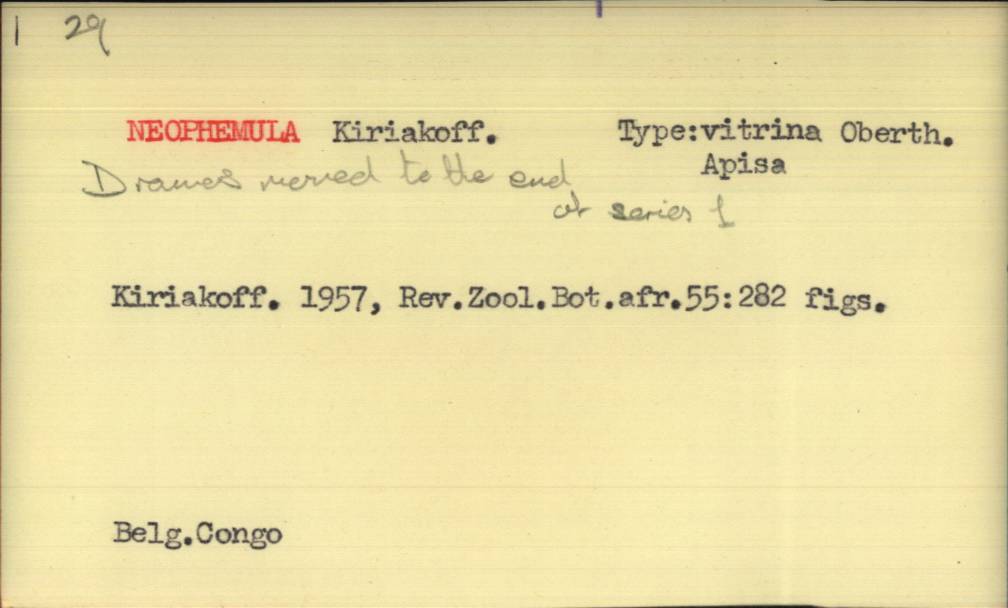 1 29
NEOPHEMULA Kiriakoff. Type:vitrina Oberth.
Apisa
moved to the end
of series 1
Kiriakoff. 1957, Rev.Zool.Bot.afr.55:282 figs.
Belg.Congo